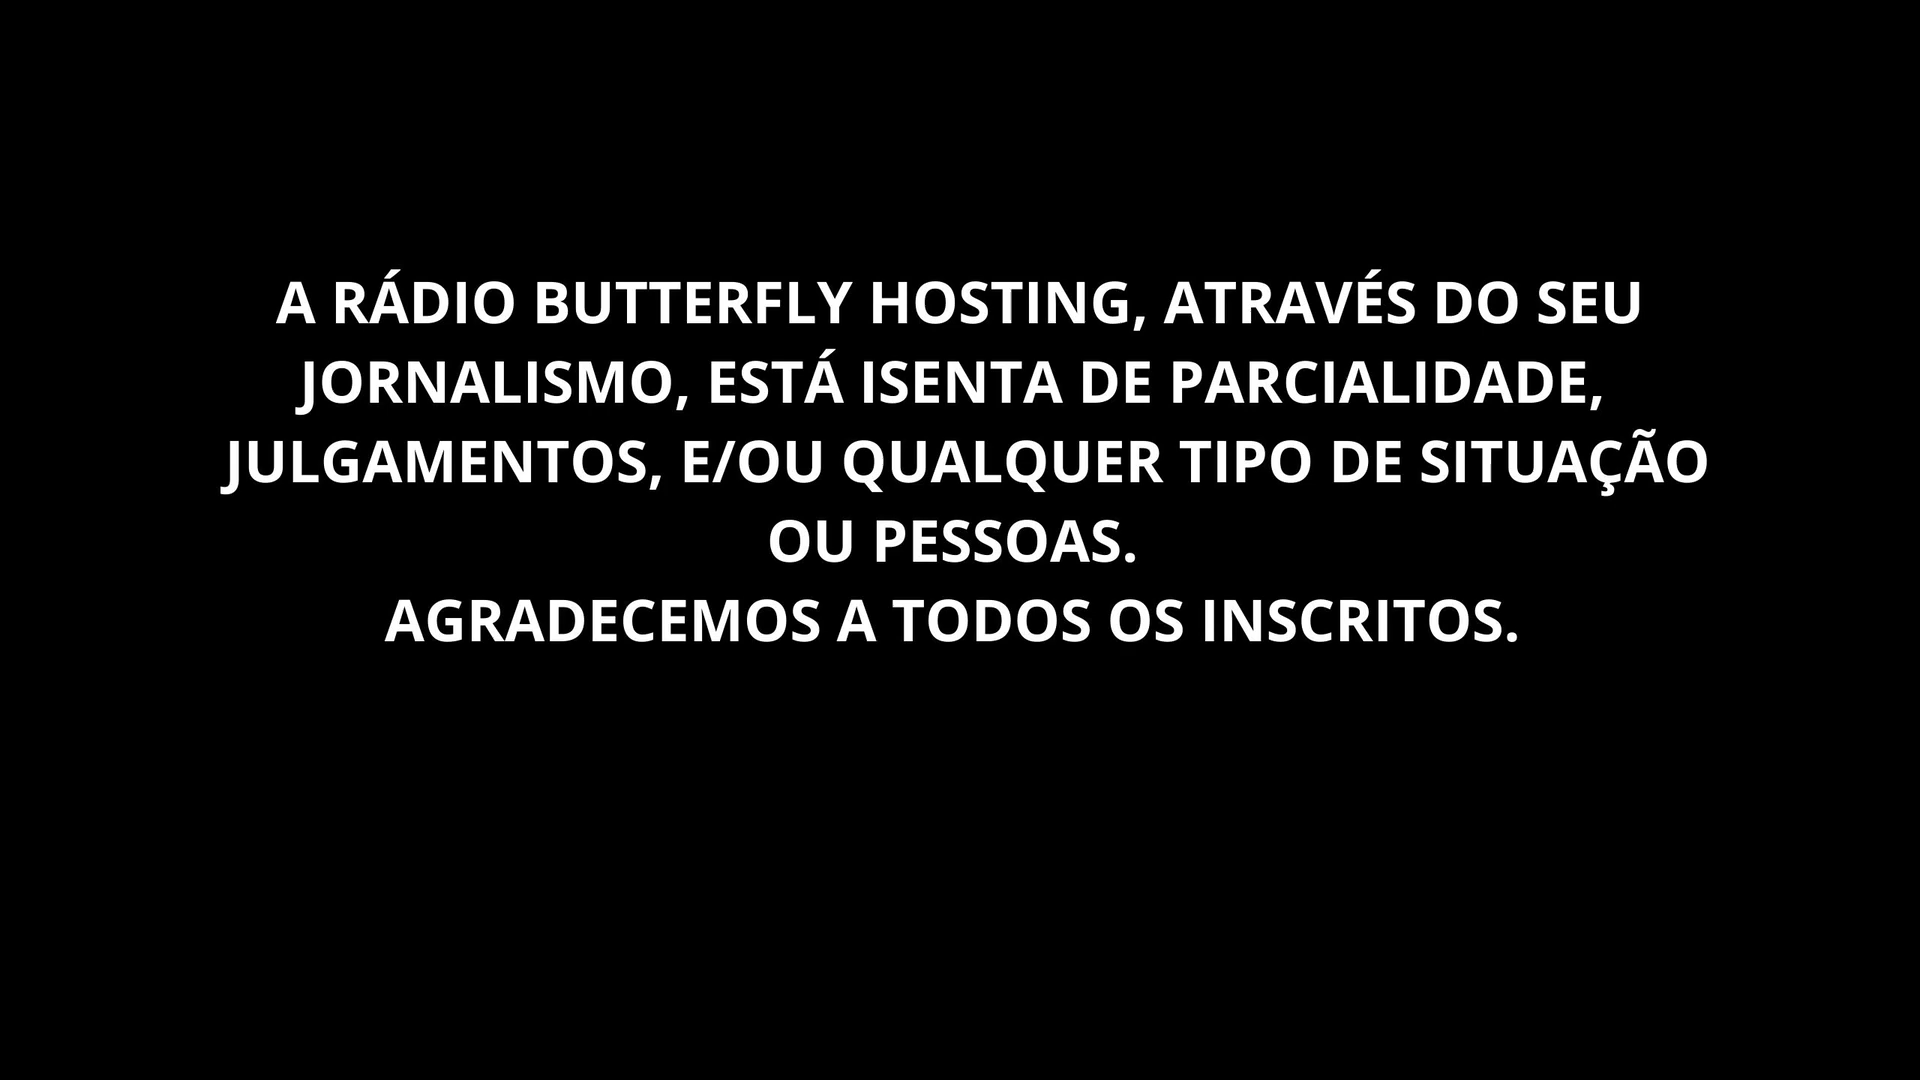 A RÁDIO BUTTERFLY HOSTING, ATRAVÉS DO SEU
JORNALISMO, ESTÁ ISENTA DE PARCIALIDADE,
JULGAMENTOS, E/OU QUALQUER TIPO DE SITUAÇÃO
OU PESSOAS.
AGRADECEMOS A TODOS OS INSCRITOS.